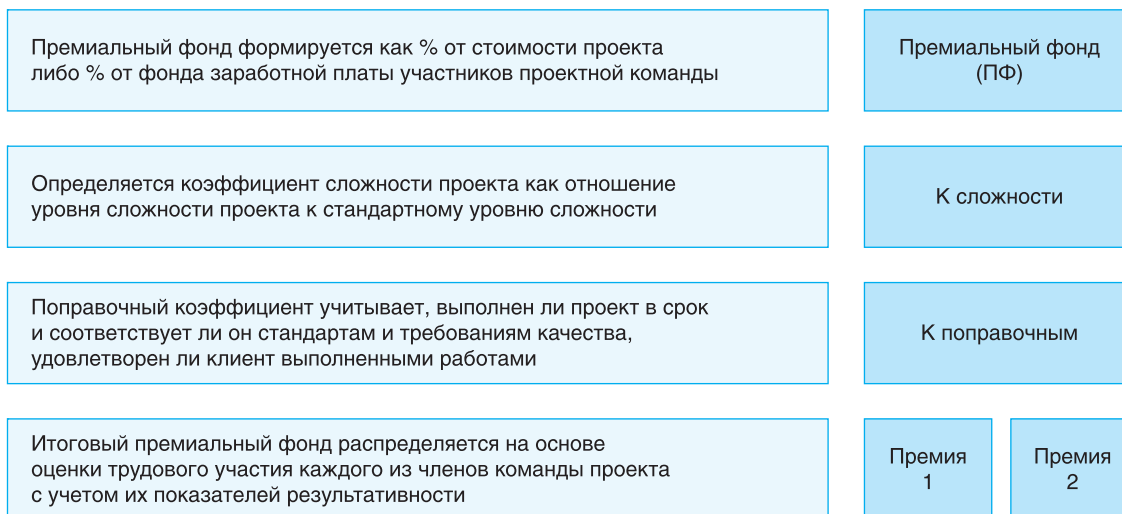 Премиальный фонд формируется как % от стоимости проекта
либо % от фонда заработной платы участников проектной команды
Премиальный фонд
(ПФ)
Определяется коэффициент сложности проекта как отношение
уровня сложности проекта к стандартному уровню сложности
К сложности
Поправочный коэффициент учитывает, выполнен ли проект в срок
и соответствует ли он стандартам и требованиям качества,
удовлетворен ли клиент выполненными работами
К поправочным
Итоговый премиальный фонд распределяется на основе
оценки трудового участия каждого из членов команды проекта
с учетом их показателей результативности
Премия
1
Премия
2